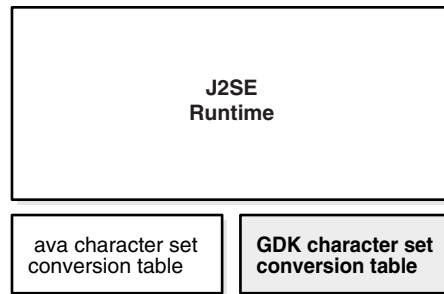 J2SE
Runtime
ava character set
conversion table
GDK character set
conversion table